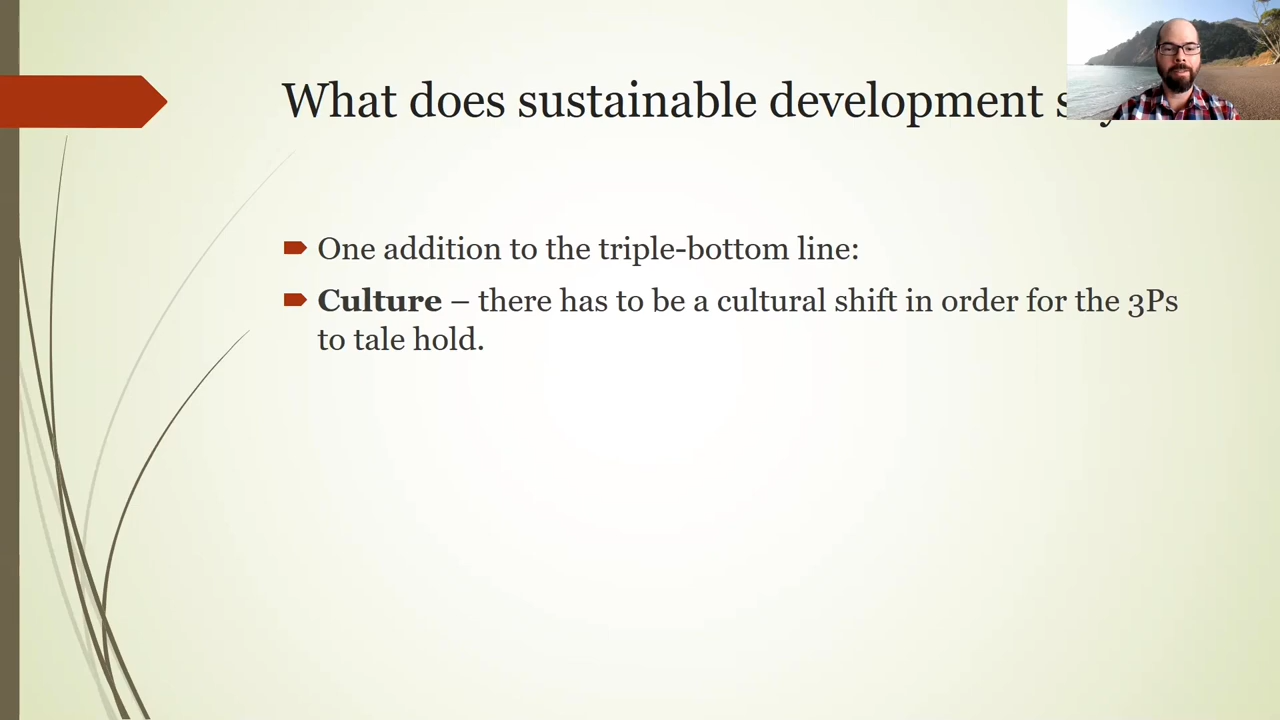 What does sustainable development
One addition to the triple-bottom line:
Culture – there has to be a cultural shift in order for the 3Ps
to tale hold.